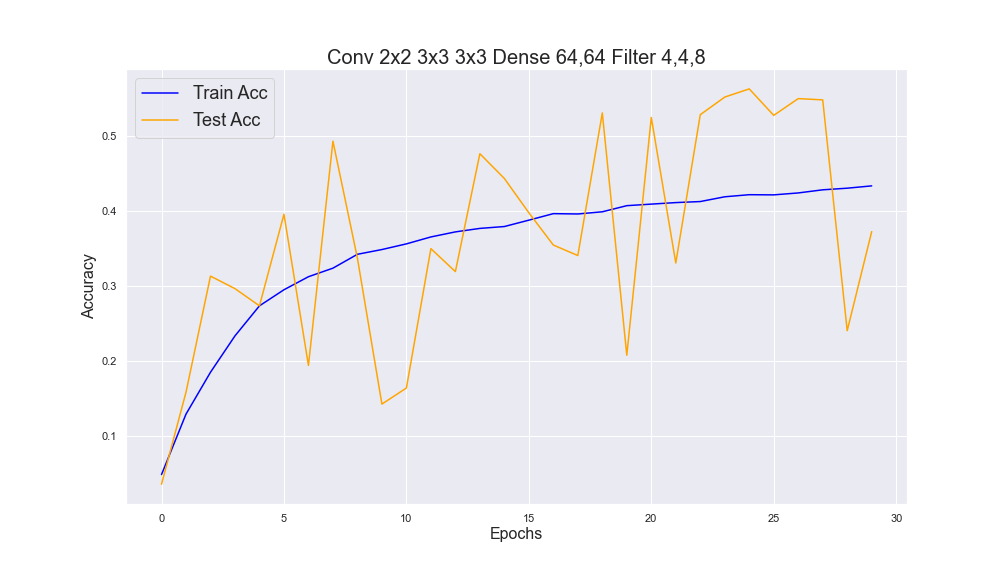 Conv 2x2 3x3 3x3 Dense 64,64 Filter 4,4,8
Train Acc
Test Acc
0.5
0.4
0.3
0.2
0.1
Accuracy
0 5 10 15 20 25 30
Epochs